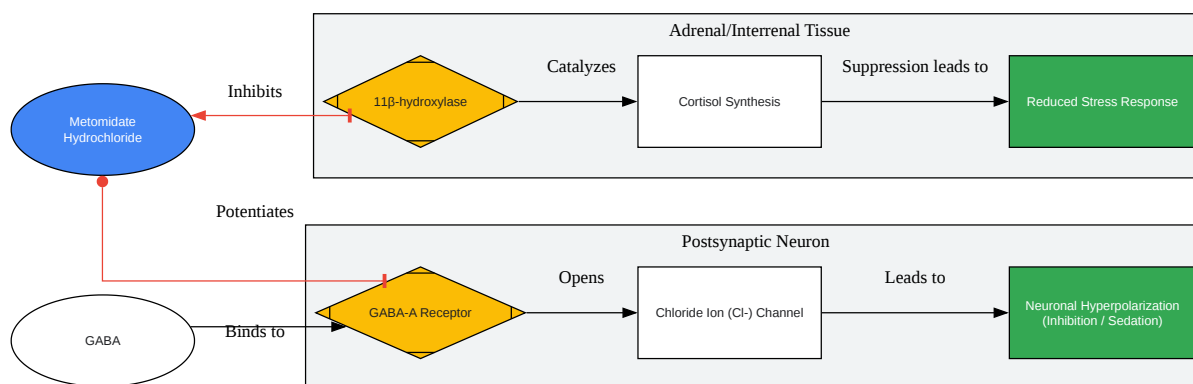 Adrenal/Interrenal Tissue
Inhibits
11β-hydroxylase
Catalyzes
Cortisol Synthesis
Suppression leads to
Reduced Stress Response
Metomidate
Hydrochloride
Potentiates
Postsynaptic Neuron
GABA
Binds to
GABA-A Receptor
Opens
Chloride Ion (Cl-) Channel
Leads to
Neuronal Hyperpolarization
(Inhibition / Sedation)